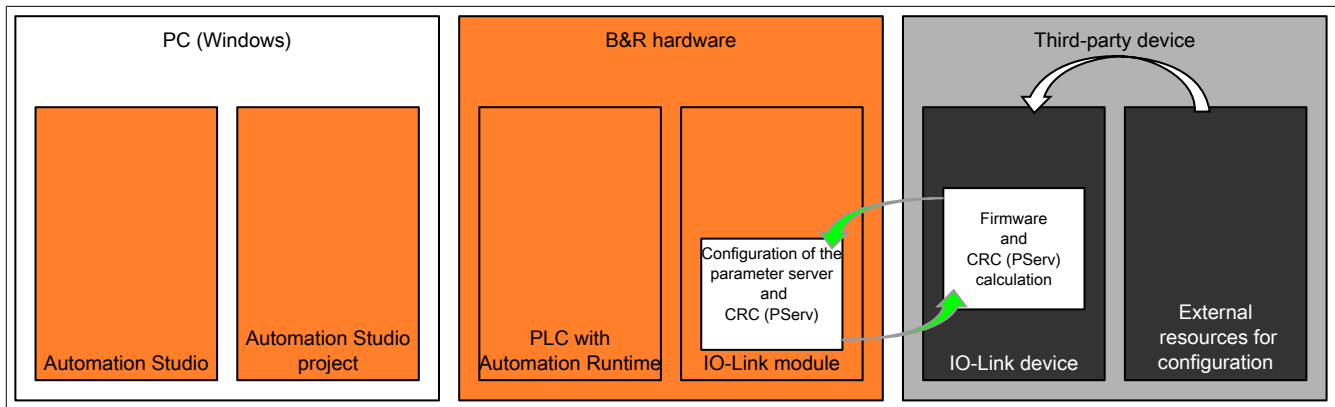 PC (Windows)
Automation Studio
Automation Studio
project
B&R hardware
PLC with
Automation Runtime
Configuration of the
parameter server
and
CRC (PServ)
IO-Link module
Third-party device
Firmware
and
CRC (PServ)
calculation
IO-Link device
External
resources for
configuration